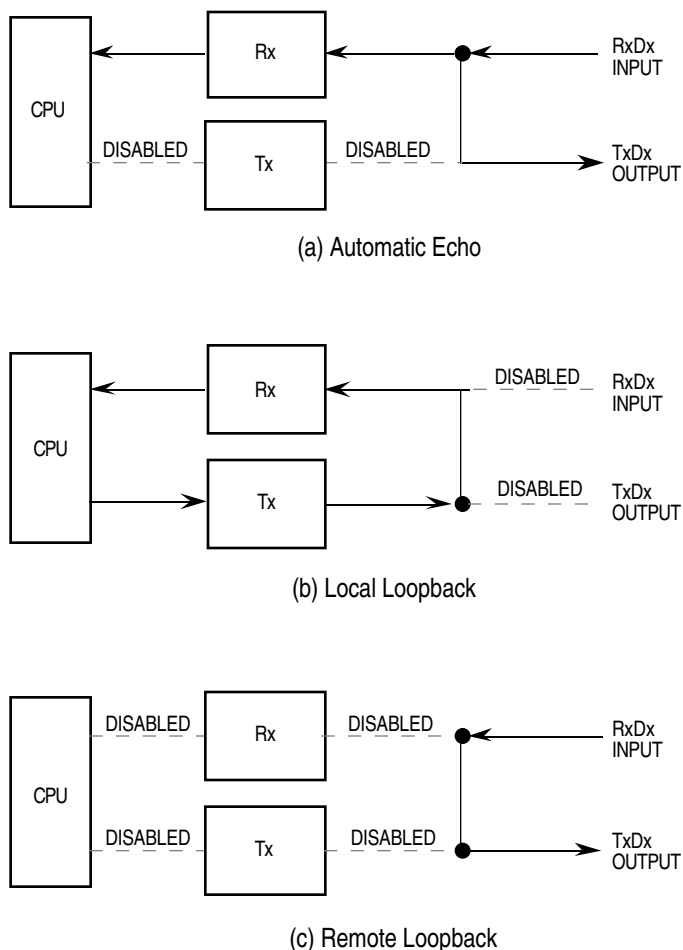 CPU
Rx
RxDx
INPUT
DISABLED
Tx
DISABLED
TxDx
OUTPUT
(a) Automatic Echo
CPU
Rx
DISABLED
RxDx
INPUT
Tx
DISABLED
TxDx
OUTPUT
(b) Local Loopback
CPU
DISABLED
Rx
DISABLED
RxDx
INPUT
DISABLED
Tx
DISABLED
TxDx
OUTPUT
(c) Remote Loopback